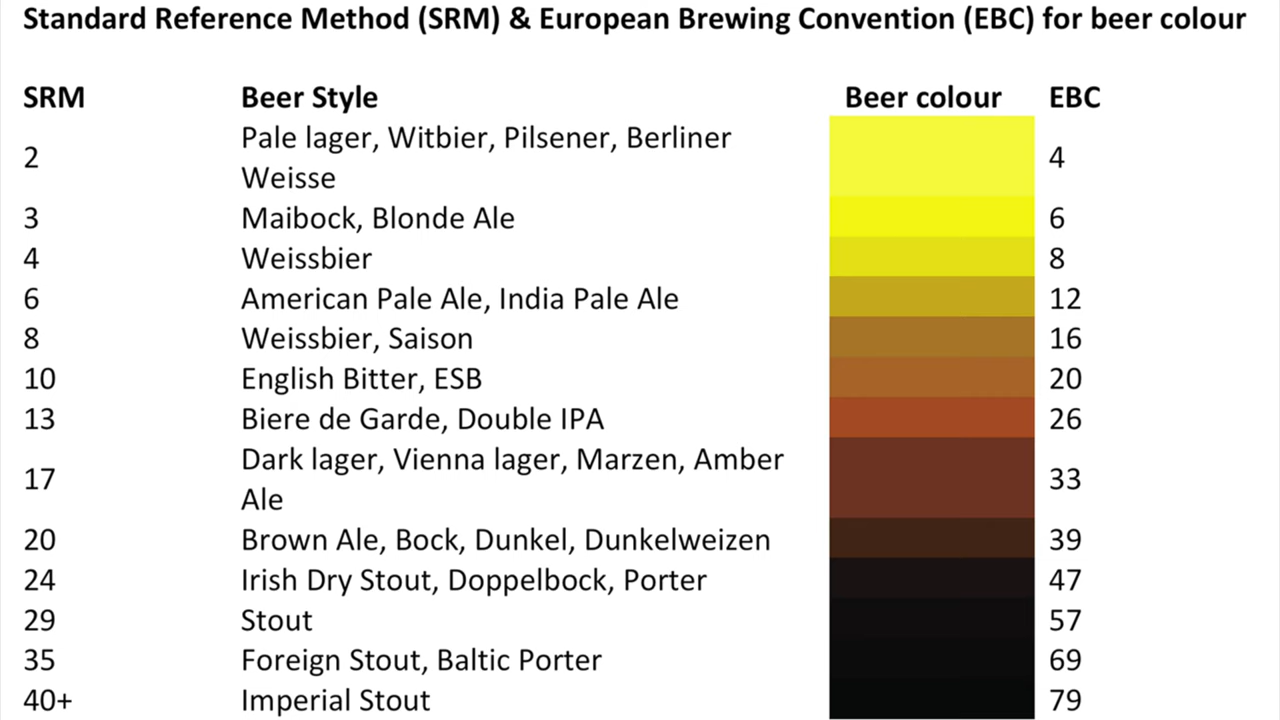 Standard Reference Method (SRM) & European Brewing Convention (EBC) for beer colour
SRM Beer Style Beer colour EBC
2 Pale lager, Witbier, Pilsener, Berliner Weisse 4
3 Maibock, Blonde Ale 6
4 Weissbier 8
6 American Pale Ale, India Pale Ale 12
8 Weissbier, Saison 16
10 English Bitter, ESB 20
13 Biere de Garde, Double IPA 26
17 Dark lager, Vienna lager, Marzen, Amber Ale 33
20 Brown Ale, Bock, Dunkel, Dunkelweizen 39
24 Irish Dry Stout, Doppelbock, Porter 47
29 Stout 57
35 Foreign Stout, Baltic Porter 69
40+ Imperial Stout 79